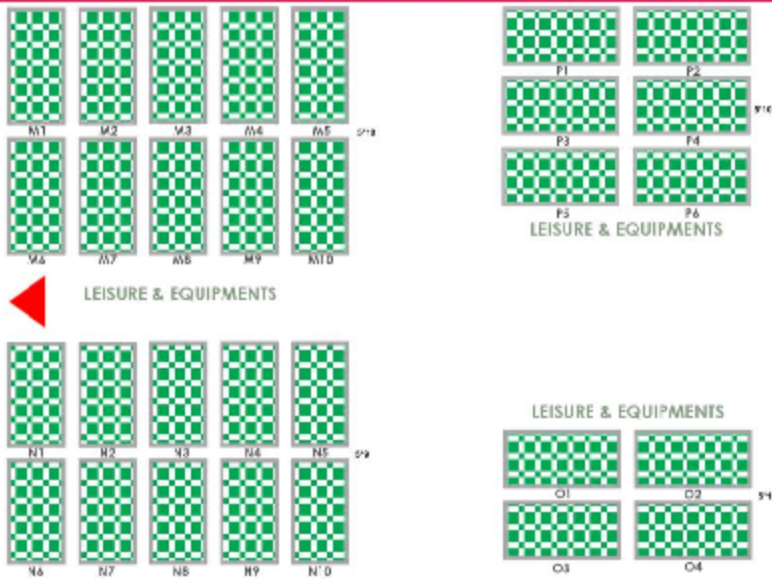 M1 M2 M3 M4 M5
M6 M7 M8 M9 M10
LEISURE & EQUIPMENTS
N1 N2 N3 N4 N5
N6 N7 N8 N9 N10
P1 P2
P3 P4
P5 P6
LEISURE & EQUIPMENTS
LEISURE & EQUIPMENTS
O1 O2
O3 O4